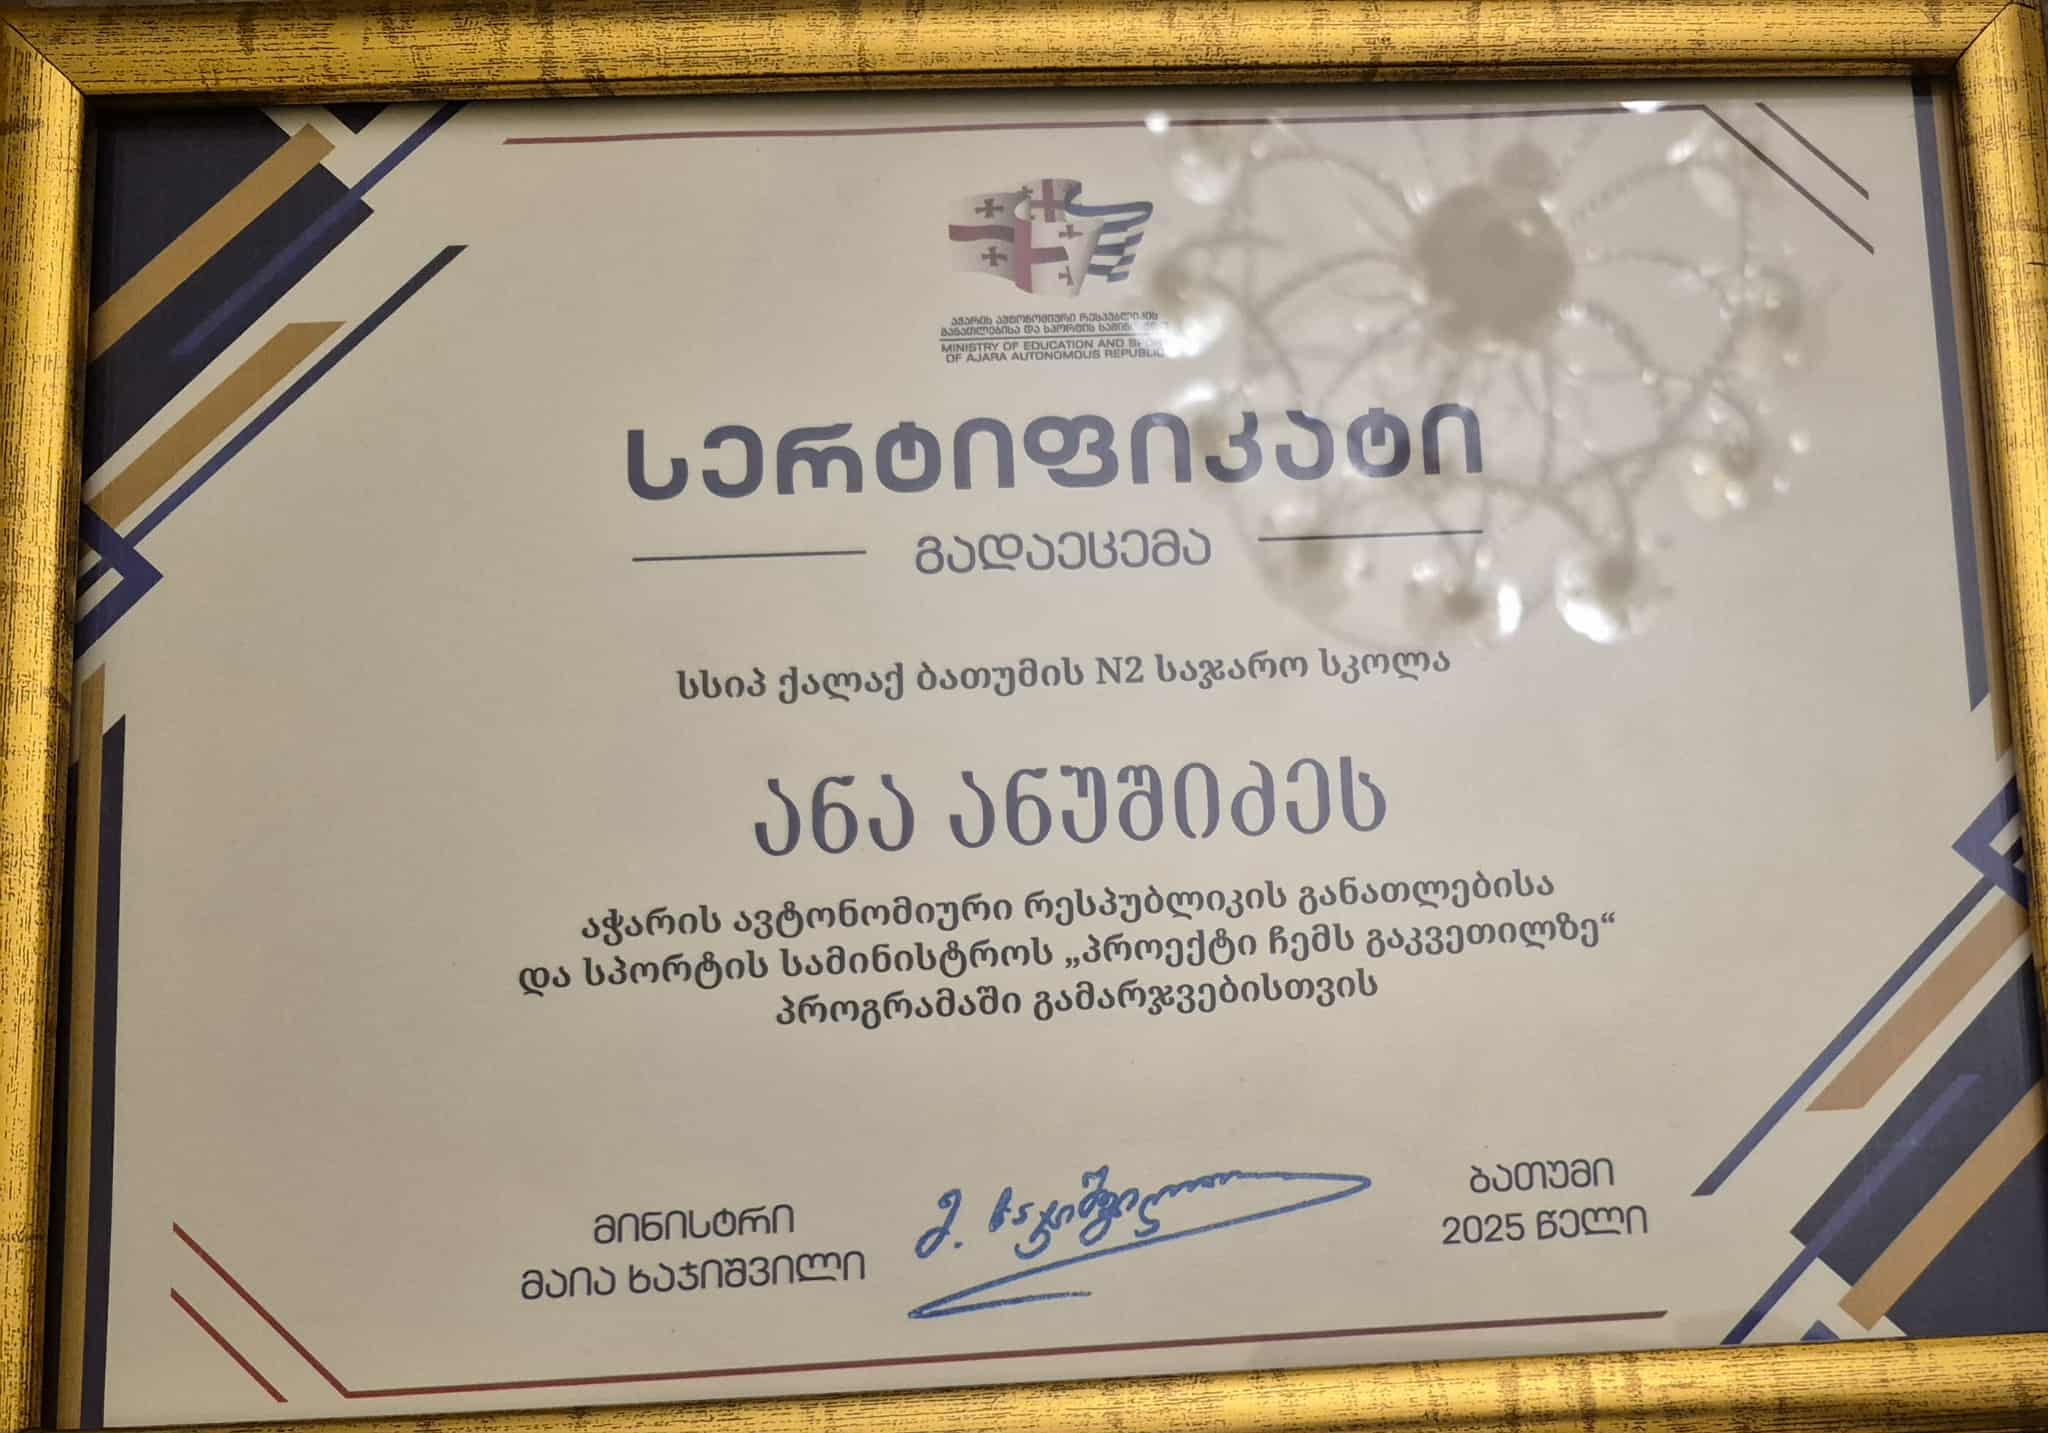 აჭარის ავტონომიური რესპუბლიკის
განათლებისა და სპორტის
MINISTRY OF EDUCATION AND
OF AJARA AUTONOMOUS REPUBLIC
სერტიფიკატი
გადაეცემა
სსიპ ქალაქ ბათუმის N2 საჯარო სკოლა
ანა ანუშიძეს
აჭარის ავტონომიური რესპუბლიკის განათლებისა
და სპორტის სამინისტროს „პროექტი ჩემს გაკვეთილზე“
პროგრამაში გამარჯვებისთვის
მინისტრი
მაია ხაჯიშვილი
ბათუმი
2025 წელი